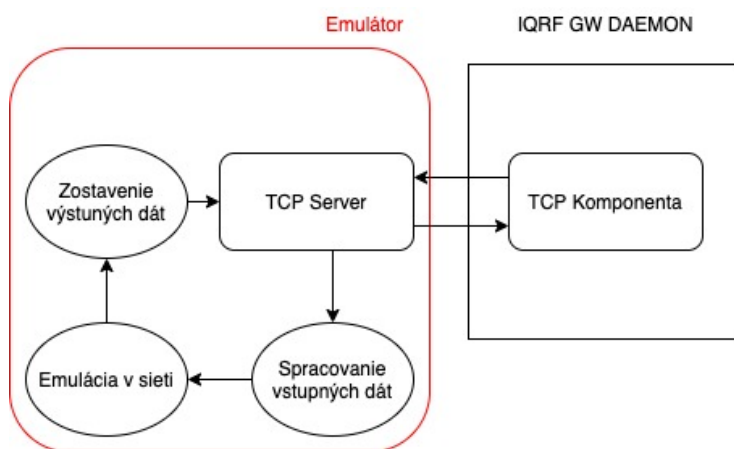 Emulátor
IQRF GW DAEMON
Zostavenie
výstuných dát
TCP Server
TCP Komponenta
Emulácia v sieti
Spracovanie
vstupných dát